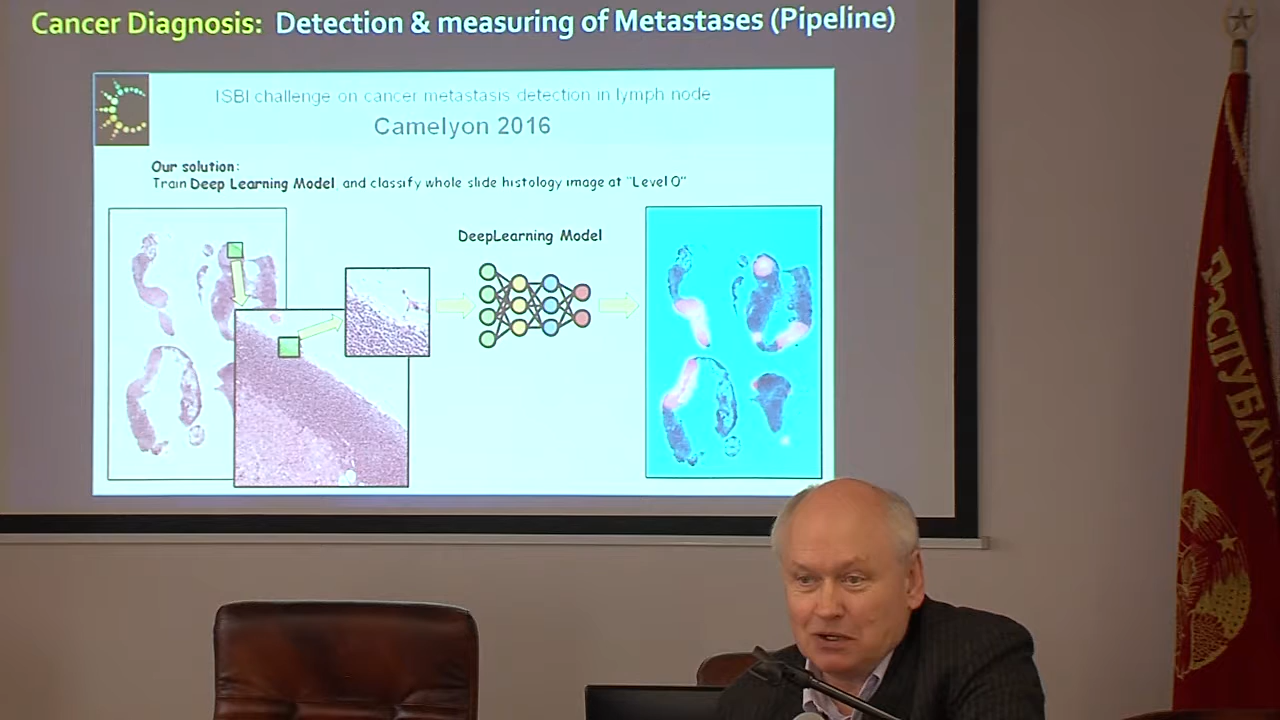 Cancer Diagnosis: Detection & measuring of Metastases (Pipeline)
ISBI challenge on cancer metastasis detection in lymph node
Camelyon 2016
Our solution:
Train Deep Learning Model, and classify whole slide histology image at "Level 0"
DeepLearning Model